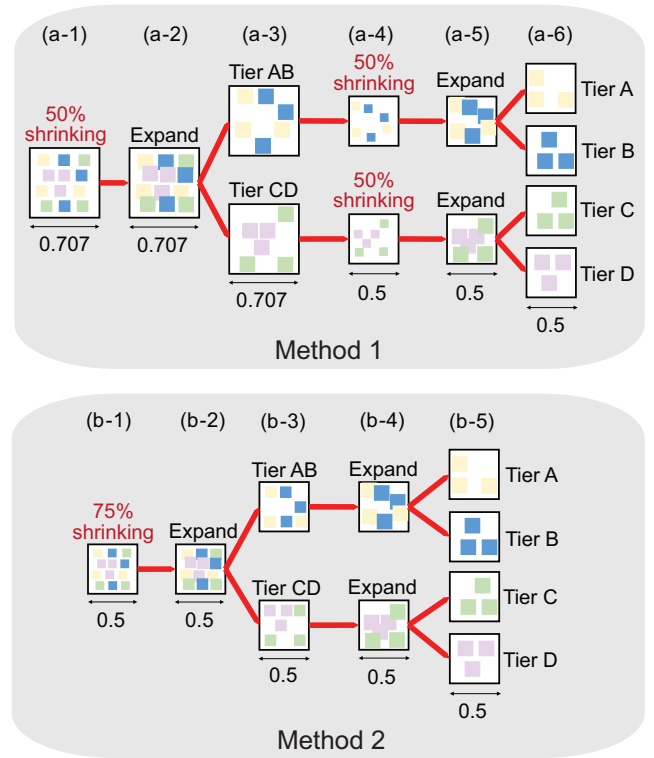 (a-1) (a-2) (a-3) (a-4) (a-5) (a-6)
50%
shrinking
Expand
Tier AB
50%
shrinking
Expand
Tier A
Tier B
0.707
0.707
Tier CD
50%
shrinking
Expand
Tier C
Tier D
0.707
0.5
0.5
0.5
Method 1
(b-1) (b-2) (b-3) (b-4) (b-5)
75%
shrinking
Expand
Tier AB
Expand
Tier A
Tier B
0.5
0.5
Tier CD
Expand
Tier C
Tier D
0.5
0.5
0.5
Method 2